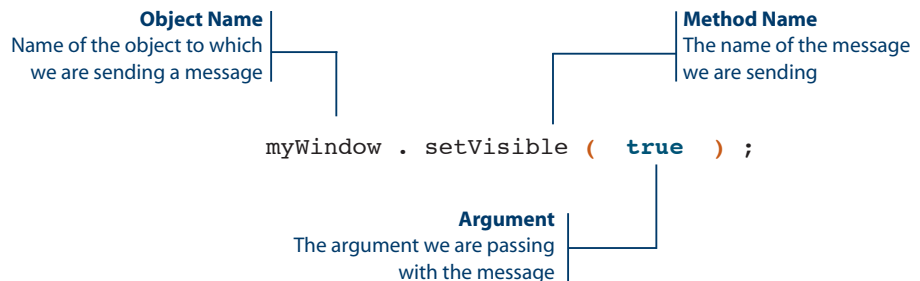 Object Name
Name of the object to which
we are sending a message
Method Name
The name of the message
we are sending
myWindow . setVisible ( true ) ;
Argument
The argument we are passing
with the message